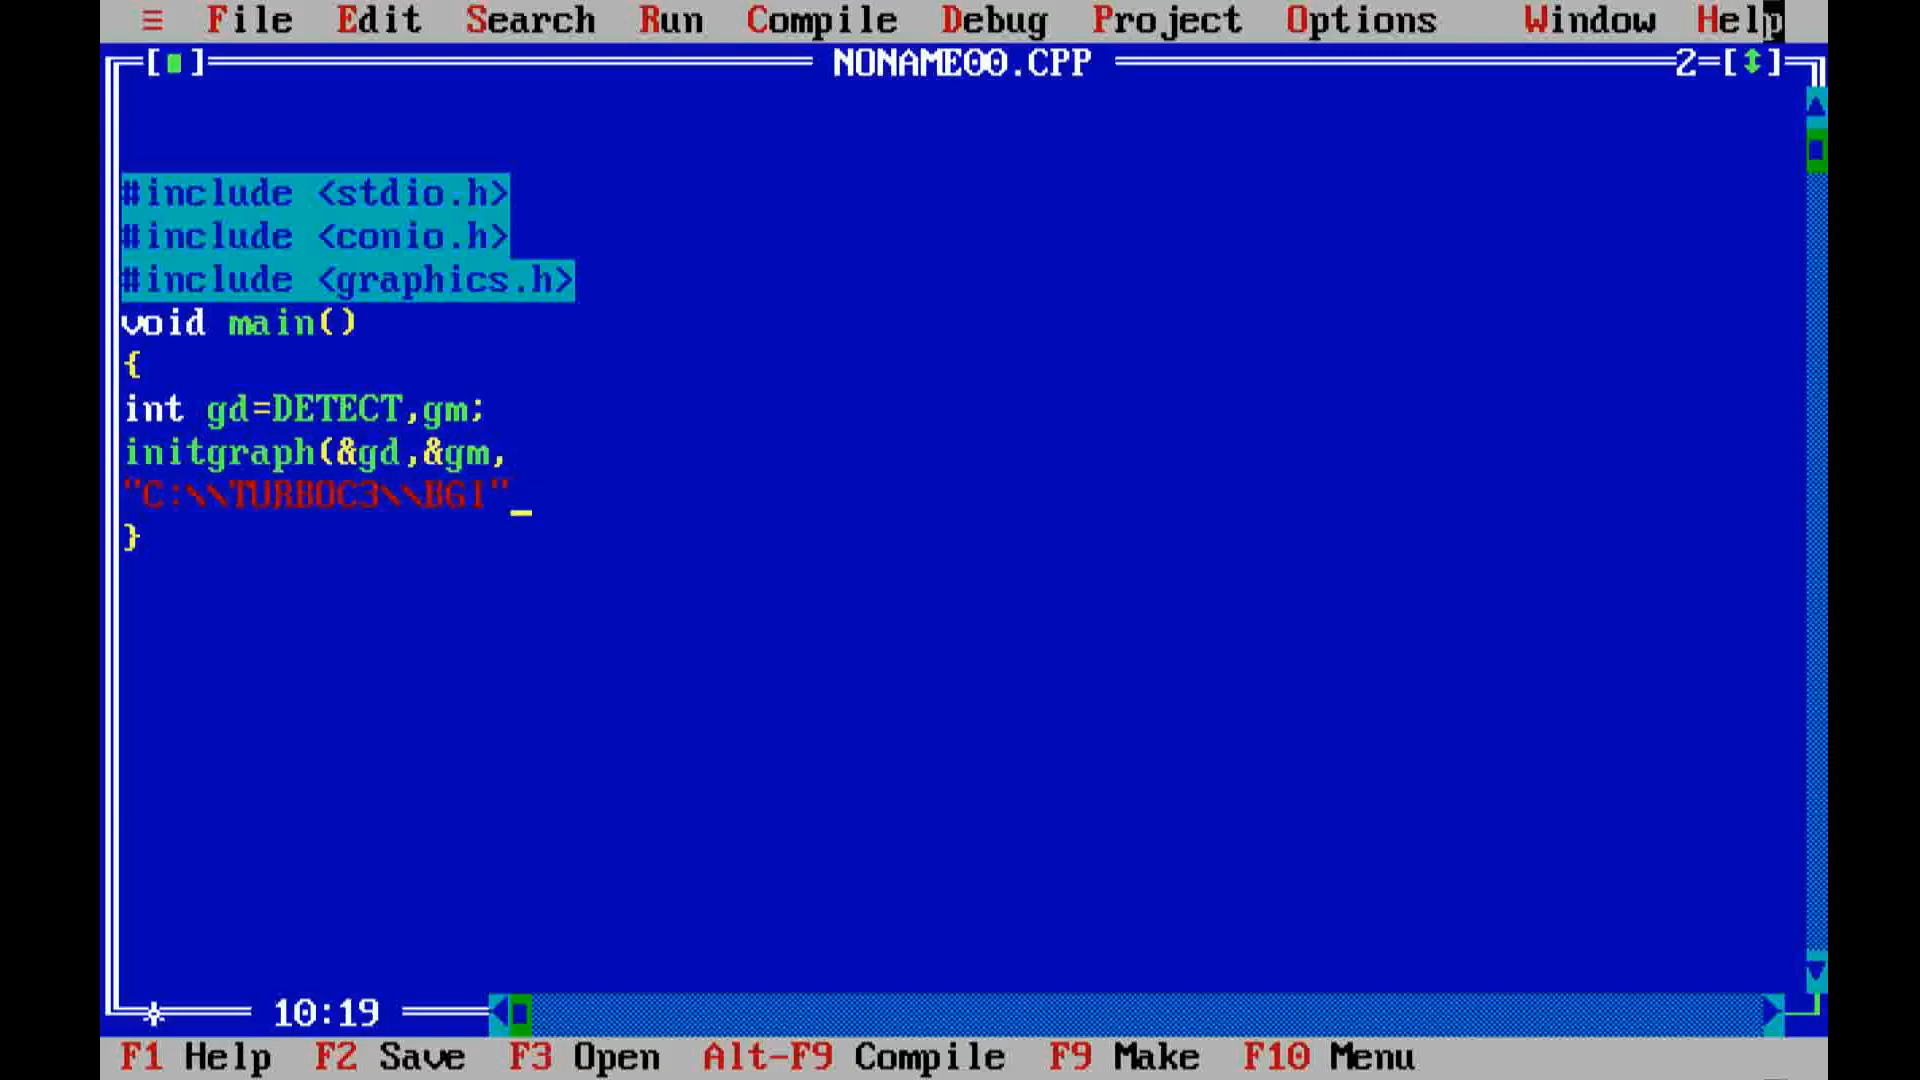 ≡ File Edit Search Run Compile Debug Project Options Window Help
[■] NONAME00.CPP 2=[↕]
#include <stdio.h>
#include <conio.h>
#include <graphics.h>
void main()
{
int gd=DETECT,gm;
initgraph(&gd,&gm,
"C:\\TURBOC3\\BGI"_
}
10:19
F1 Help F2 Save F3 Open Alt-F9 Compile F9 Make F10 Menu